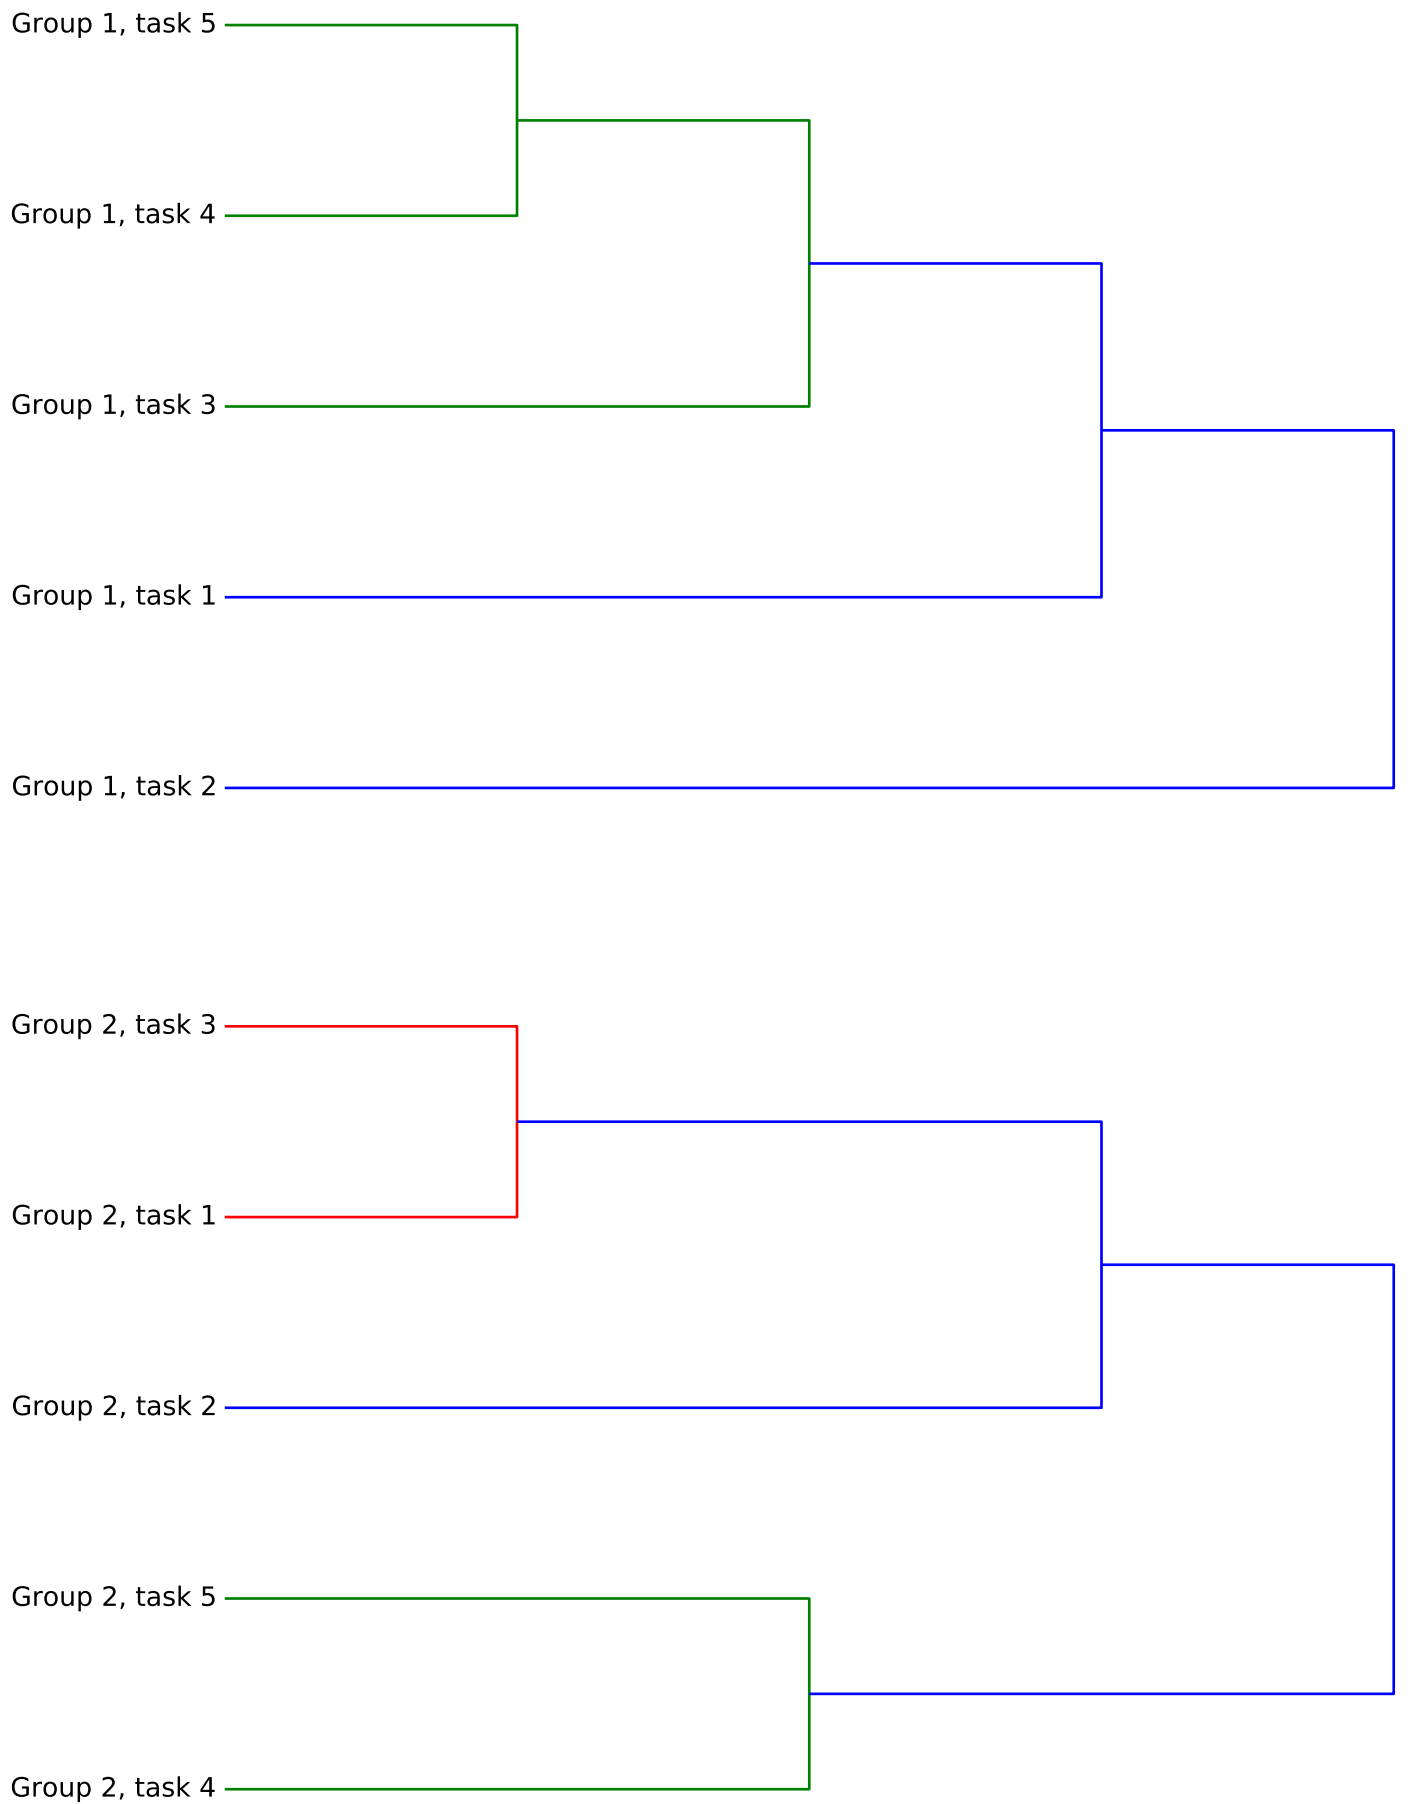 Group 1, task 5
Group 1, task 4
Group 1, task 3
Group 1, task 1
Group 1, task 2
Group 2, task 3
Group 2, task 1
Group 2, task 2
Group 2, task 5
Group 2, task 4